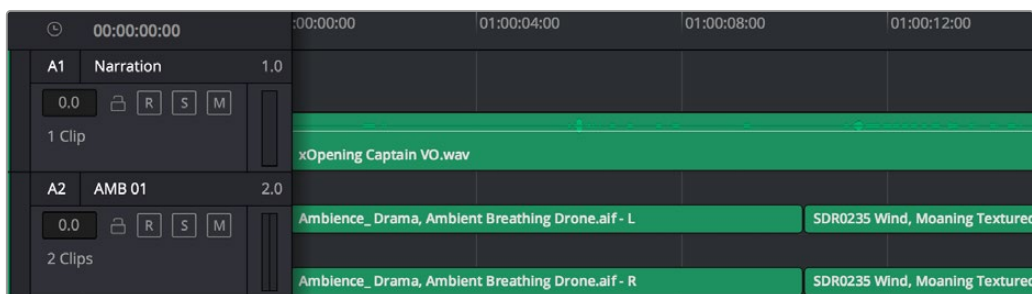 00:00:00:00 :00:00:00 01:00:04:00 01:00:08:00 01:00:12:00
A1 Narration 1.0
0.0 R S M
1 Clip
xOpening Captain VO.wav
A2 AMB 01 2.0
0.0 R S M
Ambience_ Drama, Ambient Breathing Drone.aif - L SDR0235 Wind, Moaning Textured
2 Clips
Ambience_ Drama, Ambient Breathing Drone.aif - R SDR0235 Wind, Moaning Textured